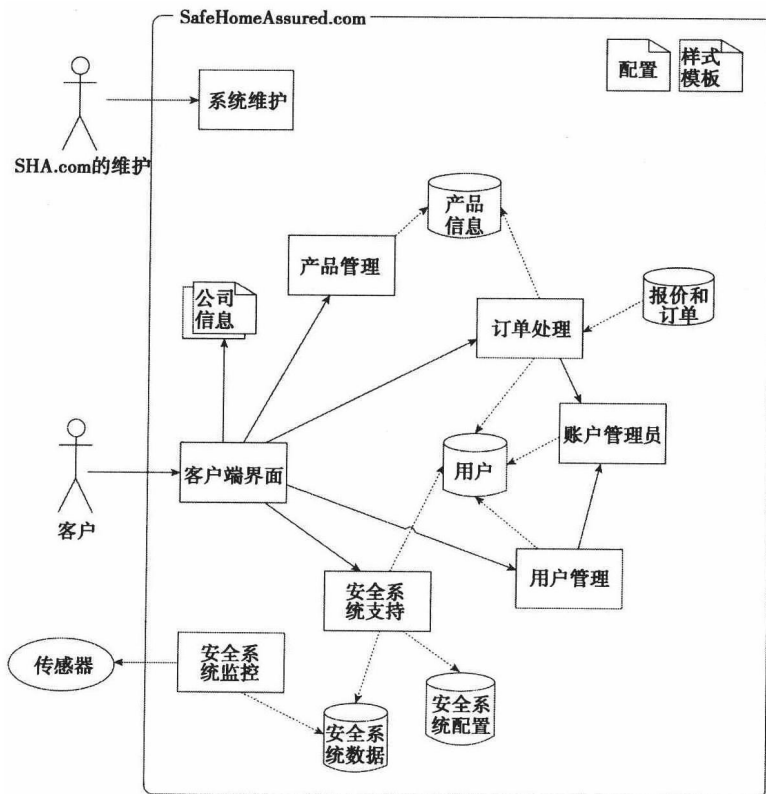 SafeHomeAssured.com
配置
样式
模板
系统维护
SHA.com的维护
产品
信息
产品管理
公司
信息
报价和
订单
订单处理
账户管理员
用户
客户端界面
客户
用户管理
安全系
统支持
传感器
安全系
统监控
安全系
统配置
安全系
统数据